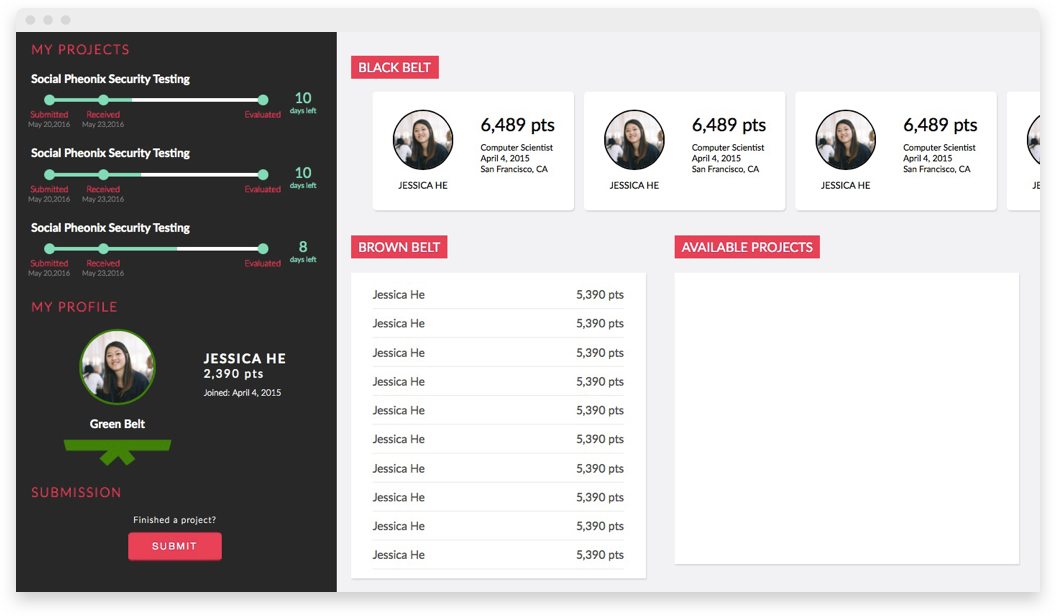 MY PROJECTS
Social Pheonix Security Testing
10
days left
Submitted Received Evaluated
May 20,2016 May 23,2016
Social Pheonix Security Testing
10
days left
Submitted Received Evaluated
May 20,2016 May 23,2016
Social Pheonix Security Testing
8
days left
Submitted Received Evaluated
May 20,2016 May 23,2016
MY PROFILE
JESSICA HE
2,390 pts
Joined: April 4, 2015
Green Belt
SUBMISSION
Finished a project?
SUBMIT
BLACK BELT
6,489 pts
Computer Scientist
April 4, 2015
San Francisco, CA
JESSICA HE
6,489 pts
Computer Scientist
April 4, 2015
San Francisco, CA
JESSICA HE
6,489 pts
Computer Scientist
April 4, 2015
San Francisco, CA
JESSICA HE
JE
BROWN BELT
Jessica He 5,390 pts
Jessica He 5,390 pts
Jessica He 5,390 pts
Jessica He 5,390 pts
Jessica He 5,390 pts
Jessica He 5,390 pts
Jessica He 5,390 pts
Jessica He 5,390 pts
Jessica He 5,390 pts
Jessica He 5,390 pts
AVAILABLE PROJECTS